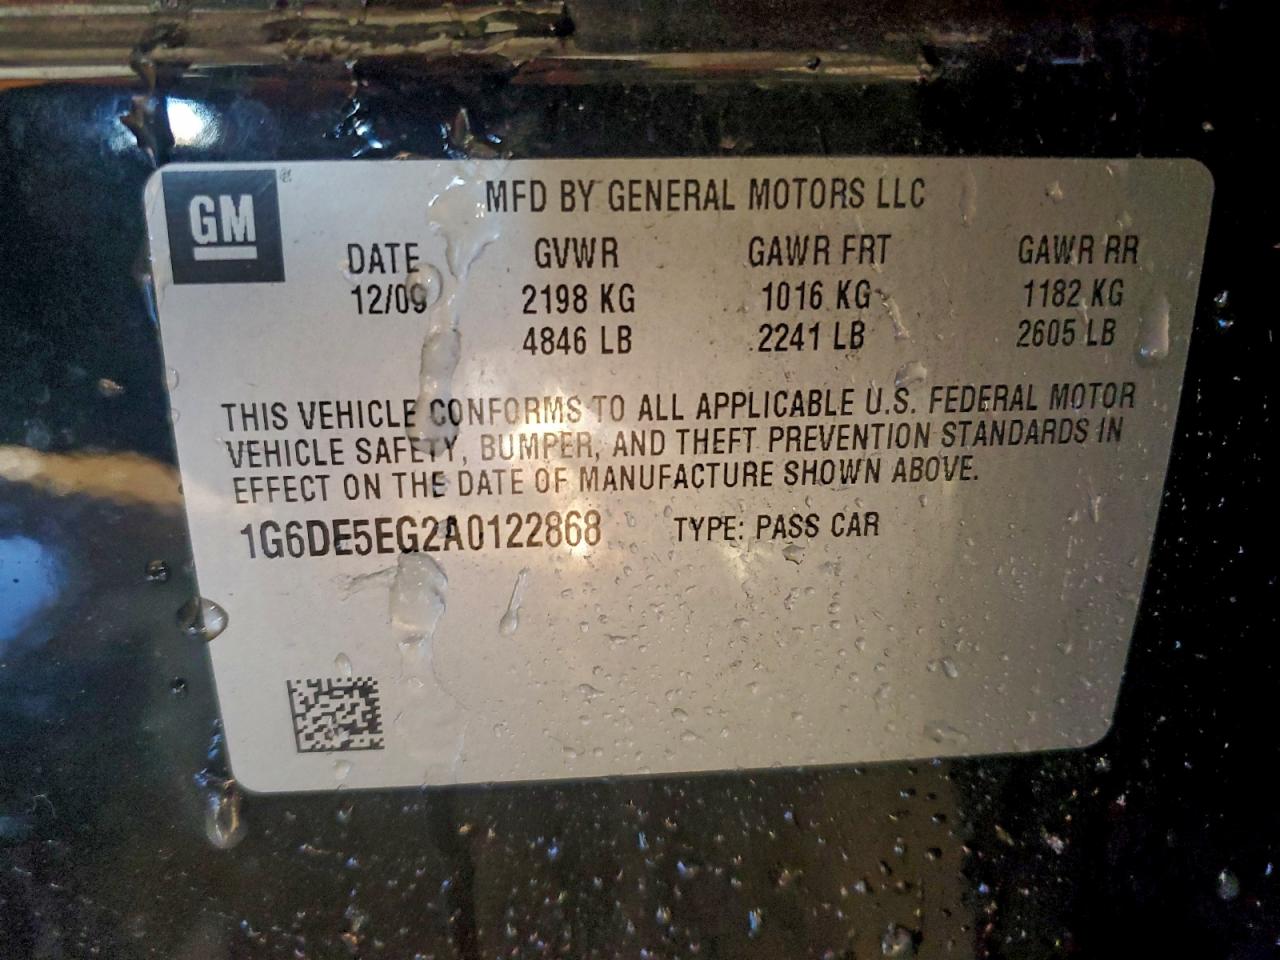 GM
MFD BY GENERAL MOTORS LLC
DATE GVWR GAWR FRT GAWR RR
12/09 2198 KG 1016 KG 1182 KG
4846 LB 2241 LB 2605 LB
THIS VEHICLE CONFORMS TO ALL APPLICABLE U.S. FEDERAL MOTOR
VEHICLE SAFETY, BUMPER, AND THEFT PREVENTION STANDARDS IN
EFFECT ON THE DATE OF MANUFACTURE SHOWN ABOVE.
1G6DE5EG2A0122868 TYPE: PASS CAR